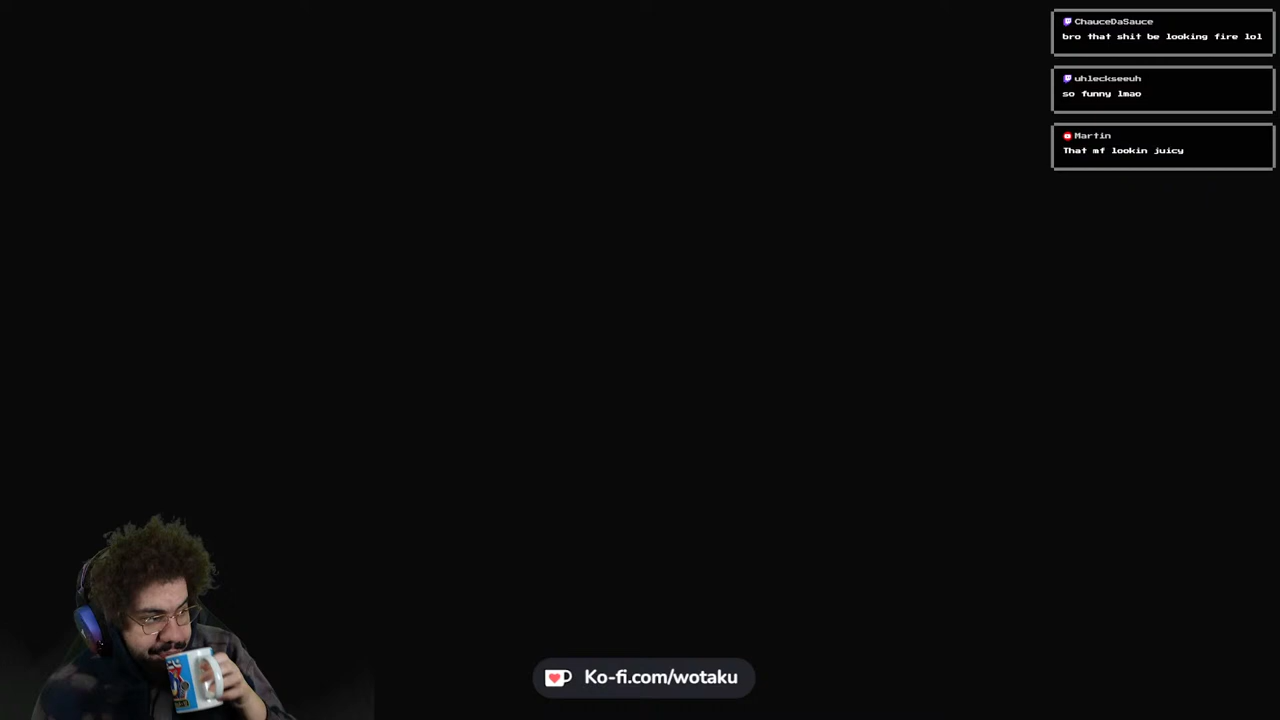 ChauceDaSauce
bro that shit be looking fire lol
uhleckseeuh
so funny lmao
Martin
That mf lookin juicy
Ko-fi.com/wotaku